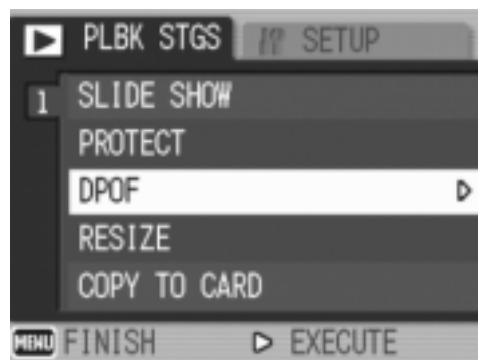 PLBK STGS SETUP
1 SLIDE SHOW
PROTECT
DPOF
RESIZE
COPY TO CARD
MENU FINISH EXECUTE